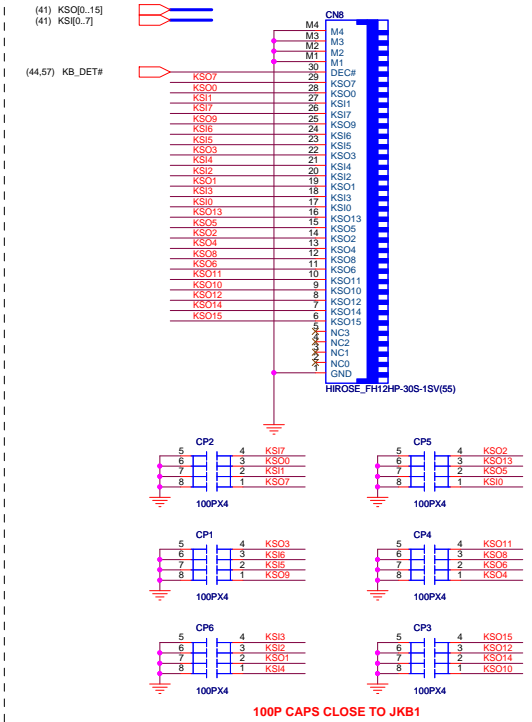 (41) KSO[0..15]
(41) KSI[0..7]
(44,57) KB_DET#
CN8
M4 M4
M3 M3
M2 M2
M1 M1
30 DEC#
KSO7 29 KSO7
KSO0 28 KSO0
KSI1 27 KSI1
KSI7 26 KSI7
KSO9 25 KSO9
KSI6 24 KSI6
KSI5 23 KSI5
KSO3 22 KSO3
KSI4 21 KSI4
KSI2 20 KSI2
KSO1 19 KSO1
KSI3 18 KSI3
KSI0 17 KSI0
KSO13 16 KSO13
KSO5 15 KSO5
KSO2 14 KSO2
KSO4 13 KSO4
KSO8 12 KSO8
KSO6 11 KSO6
KSO11 10 KSO11
KSO10 9 KSO10
KSO12 8 KSO12
KSO14 7 KSO14
KSO15 6 KSO15
5 NC3
4 NC2
3 NC1
2 NC0
1 GND
HIROSE_FH12HP-30S-1SV(55)
CP2
5 4 KSI7
6 3 KSO0
7 2 KSI1
8 1 KSO7
100PX4
CP5
5 4 KSO2
6 3 KSO13
7 2 KSO5
8 1 KSI0
100PX4
CP1
5 4 KSO3
6 3 KSI6
7 2 KSI5
8 1 KSO9
100PX4
CP4
5 4 KSO11
6 3 KSO8
7 2 KSO6
8 1 KSO4
100PX4
CP6
5 4 KSI3
6 3 KSI2
7 2 KSO1
8 1 KSI4
100PX4
CP3
5 4 KSO15
6 3 KSO12
7 2 KSO14
8 1 KSO10
100PX4
100P CAPS CLOSE TO JKB1